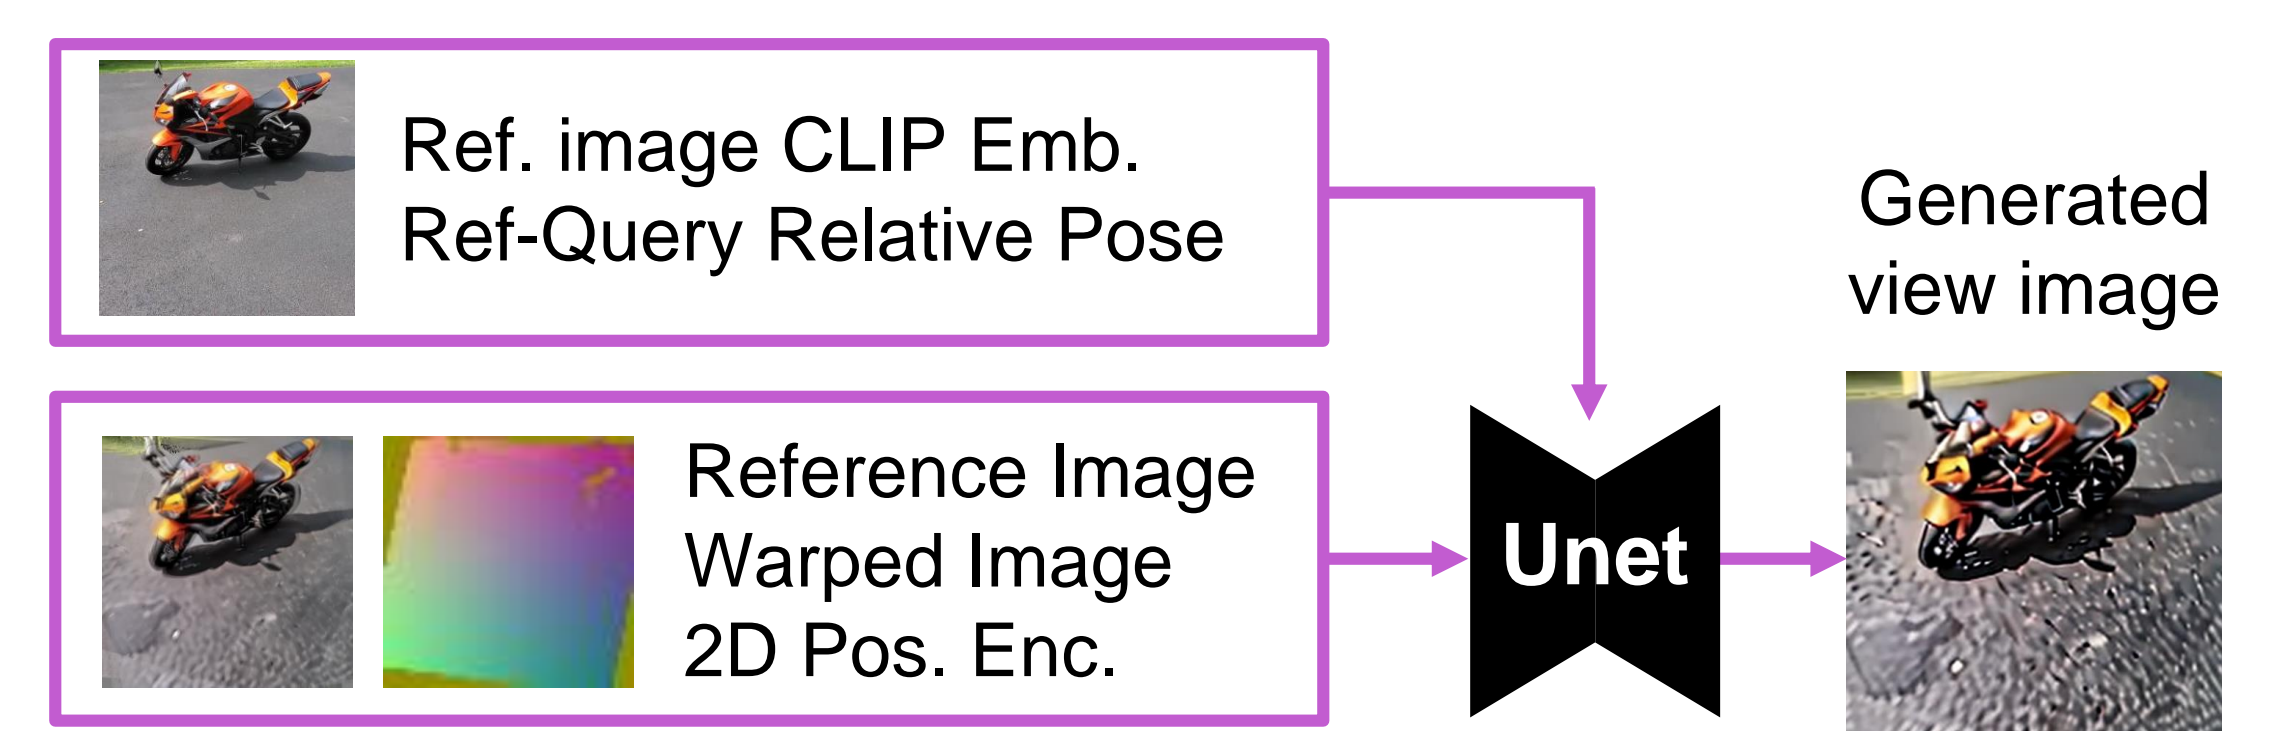 Ref. image CLIP Emb.
Ref-Query Relative Pose
Reference Image
Warped Image
2D Pos. Enc.
Unet
Generated
view image